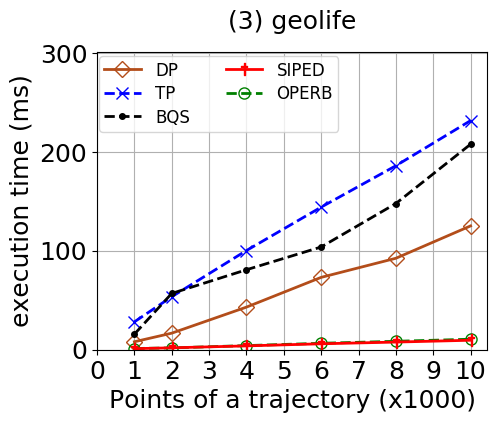 (3) geolife
execution time (ms)
300
200
100
0
DP
TP
BQS
SIPED
OPERB
0 1 2 3 4 5 6 7 8 9 10
Points of a trajectory (x1000)